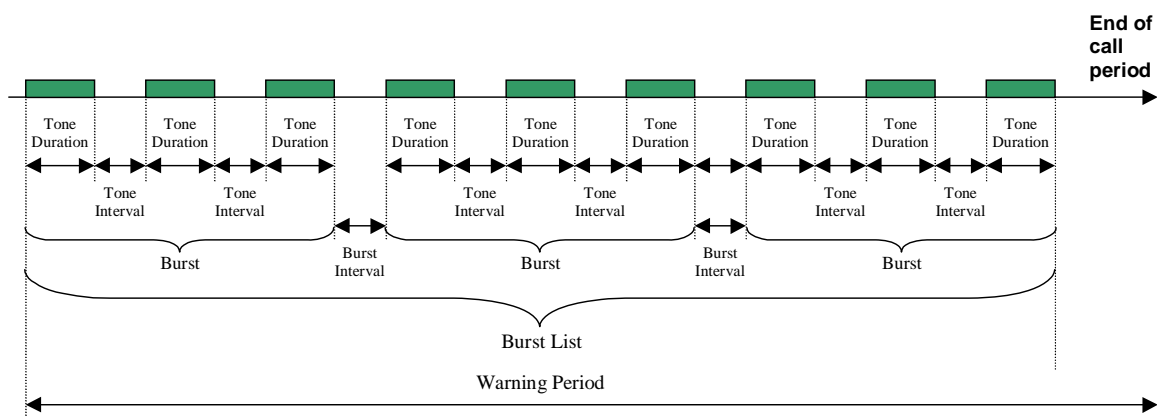 End of
call
period
Tone Tone Tone Tone Tone Tone Tone Tone Tone
Duration Duration Duration Duration Duration Duration Duration Duration Duration
Tone Tone Tone Tone Tone Tone
Interval Interval Interval Interval Interval Interval
Burst Burst Interval Burst Burst Interval Burst
Burst List
Warning Period